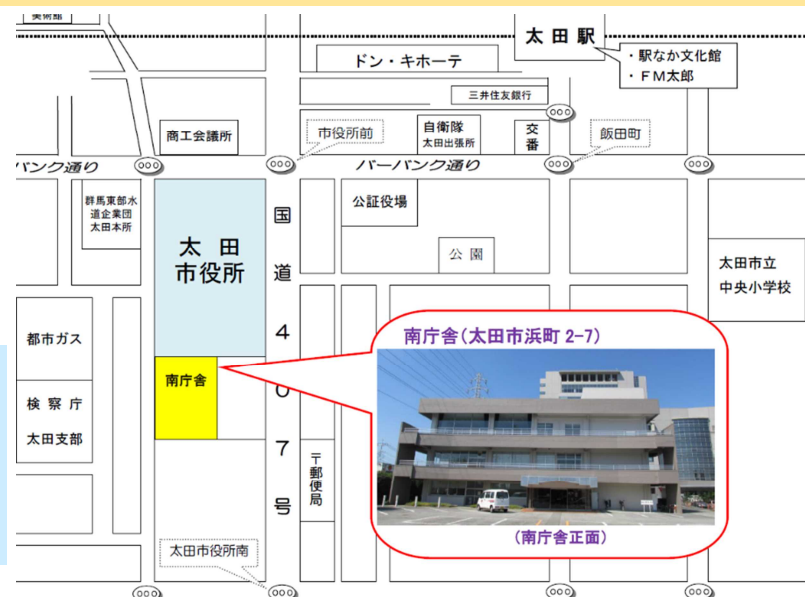 美術館
太田駅
・駅なか文化館
・ＦＭ太郎
ドン・キホーテ
三井住友銀行
商工会議所
市役所前
自衛隊
太田出張所
交番
飯田町
バンク通り
バーバンク通り
群馬東部水
道企業団
太田本所
太田
市役所
国道407号
公証役場
公園
太田市立
中央小学校
都市ガス
南庁舎
検察庁
太田支部
南庁舎(太田市浜町 2-7)
(南庁舎正面)
〒郵便局
太田市役所南